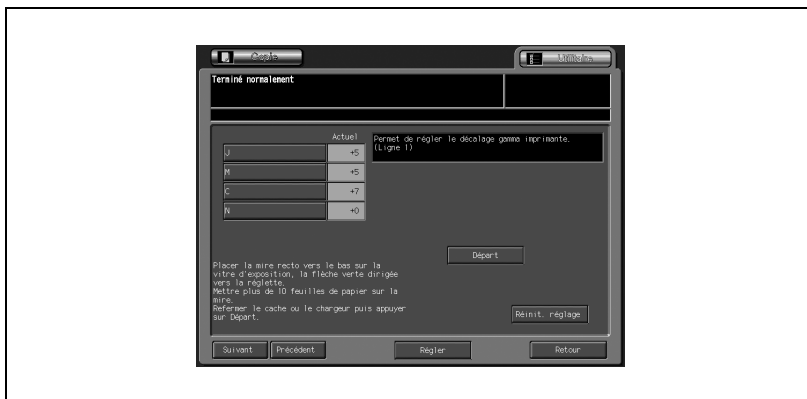 Copie
Utilitaire
Terminé normalement
Actuel
Permet de régler le décalage gamma imprimante.
(Ligne 1)
J +5
M +5
C +7
N +0
Départ
Placer la mire recto vers le bas sur la
vitre d'exposition, la flèche verte dirigée
vers la réglette.
Mettre plus de 10 feuilles de papier sur la
mire.
Refermer le cache ou le chargeur puis appuyer
sur Départ.
Réinit. réglage
Suivant
Précédent
Régler
Retour